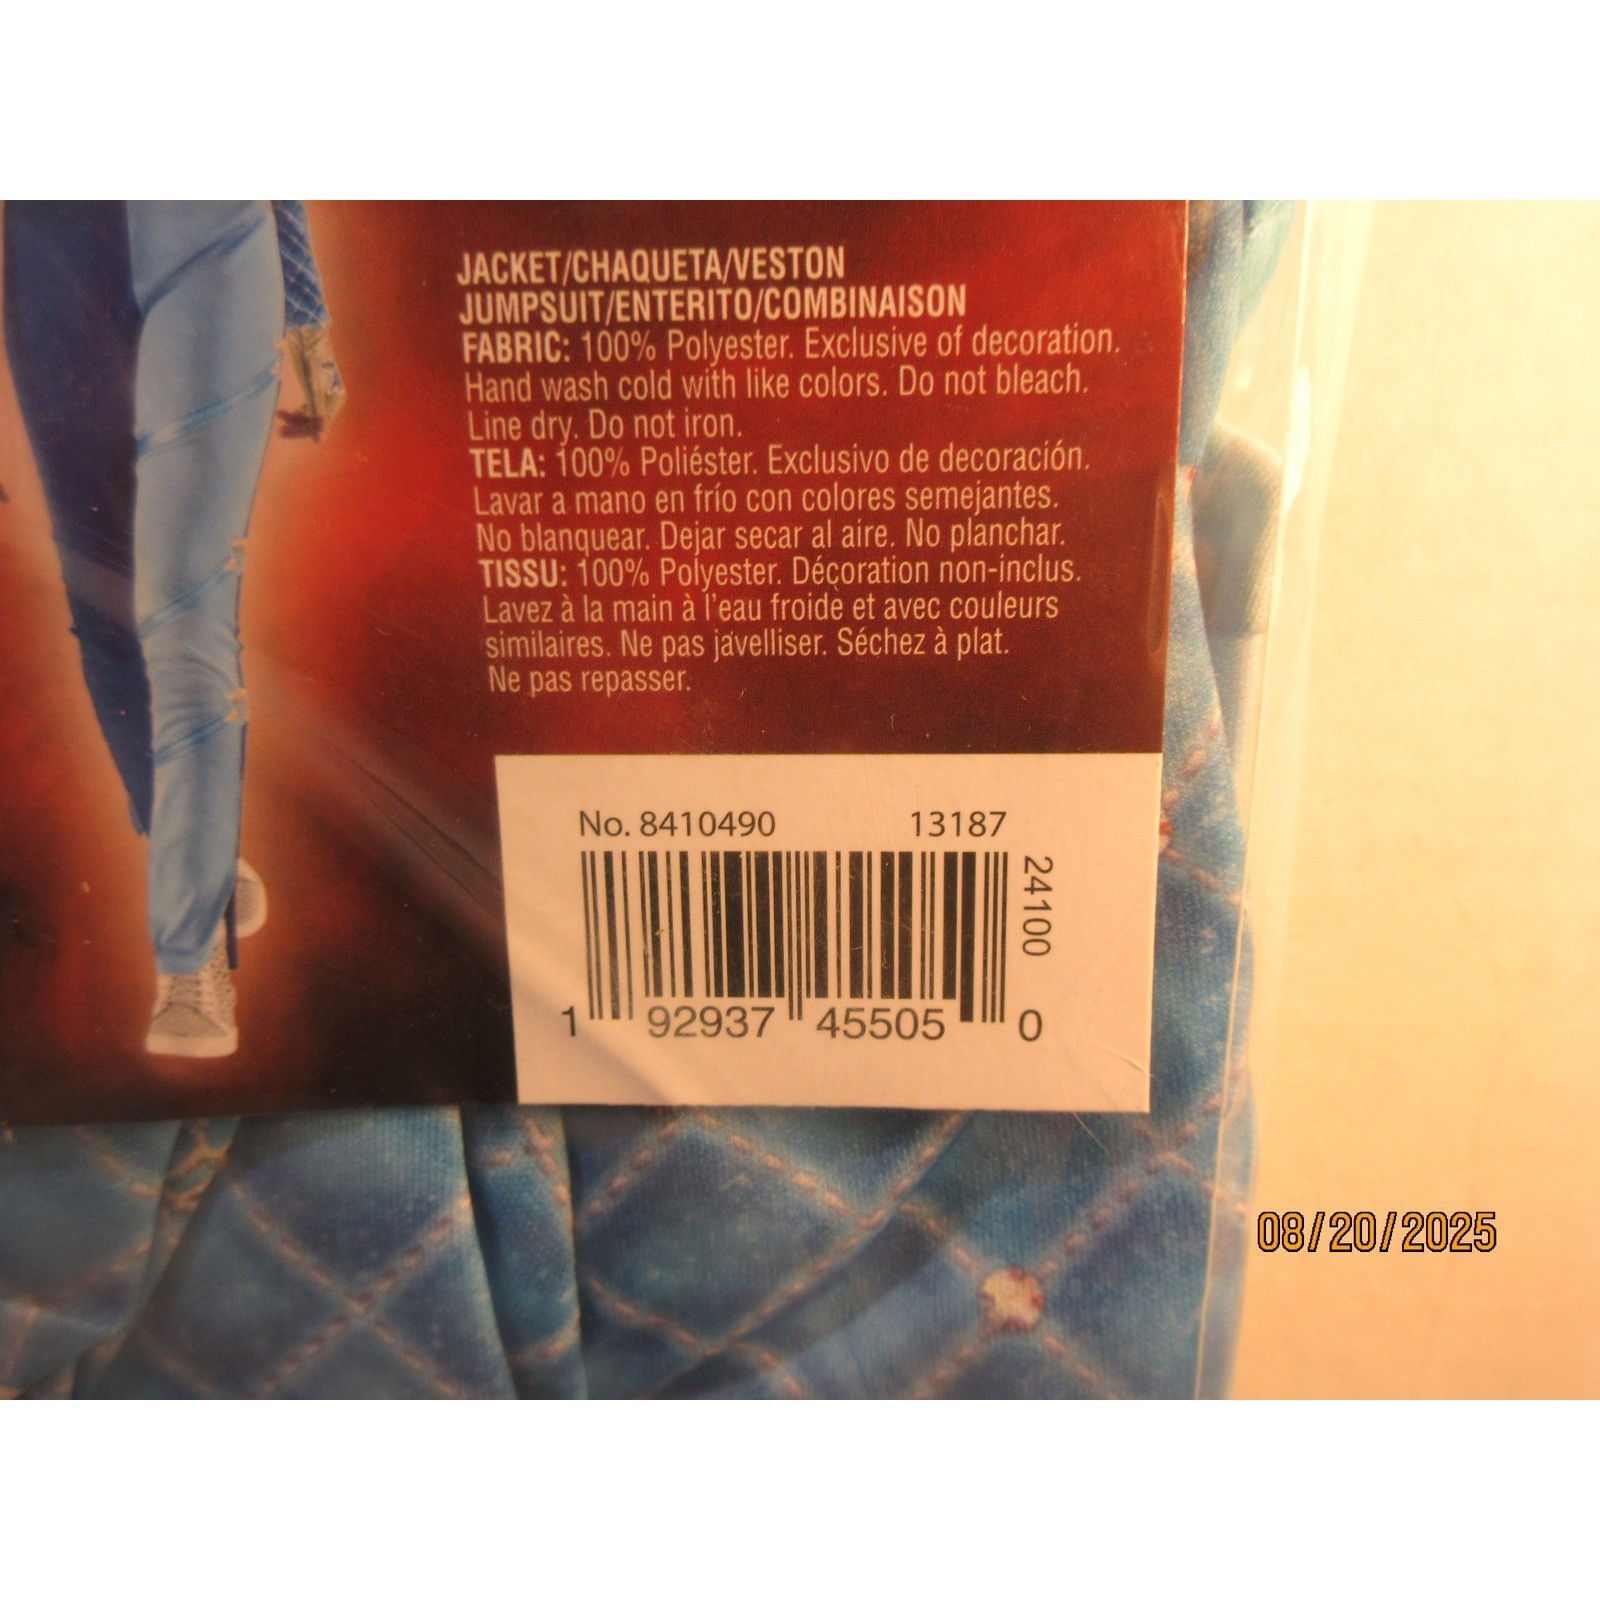 JACKET/CHAQUETA/VESTON
JUMPSUIT/ENTERITO/COMBINAISON
FABRIC: 100% Polyester. Exclusive of decoration.
Hand wash cold with like colors. Do not bleach.
Line dry. Do not iron.
TELA: 100% Poliéster. Exclusivo de decoración.
Lavar a mano en frío con colores semejantes.
No blanquear. Dejar secar al aire. No planchar.
TISSU: 100% Polyester. Décoration non-inclus.
Lavez à la main à l'eau froide et avec couleurs
similaires. Ne pas javelliser. Séchez à plat.
Ne pas repasser.
No. 8410490 13187
24100
1 92937 45505 0
08/20/2025